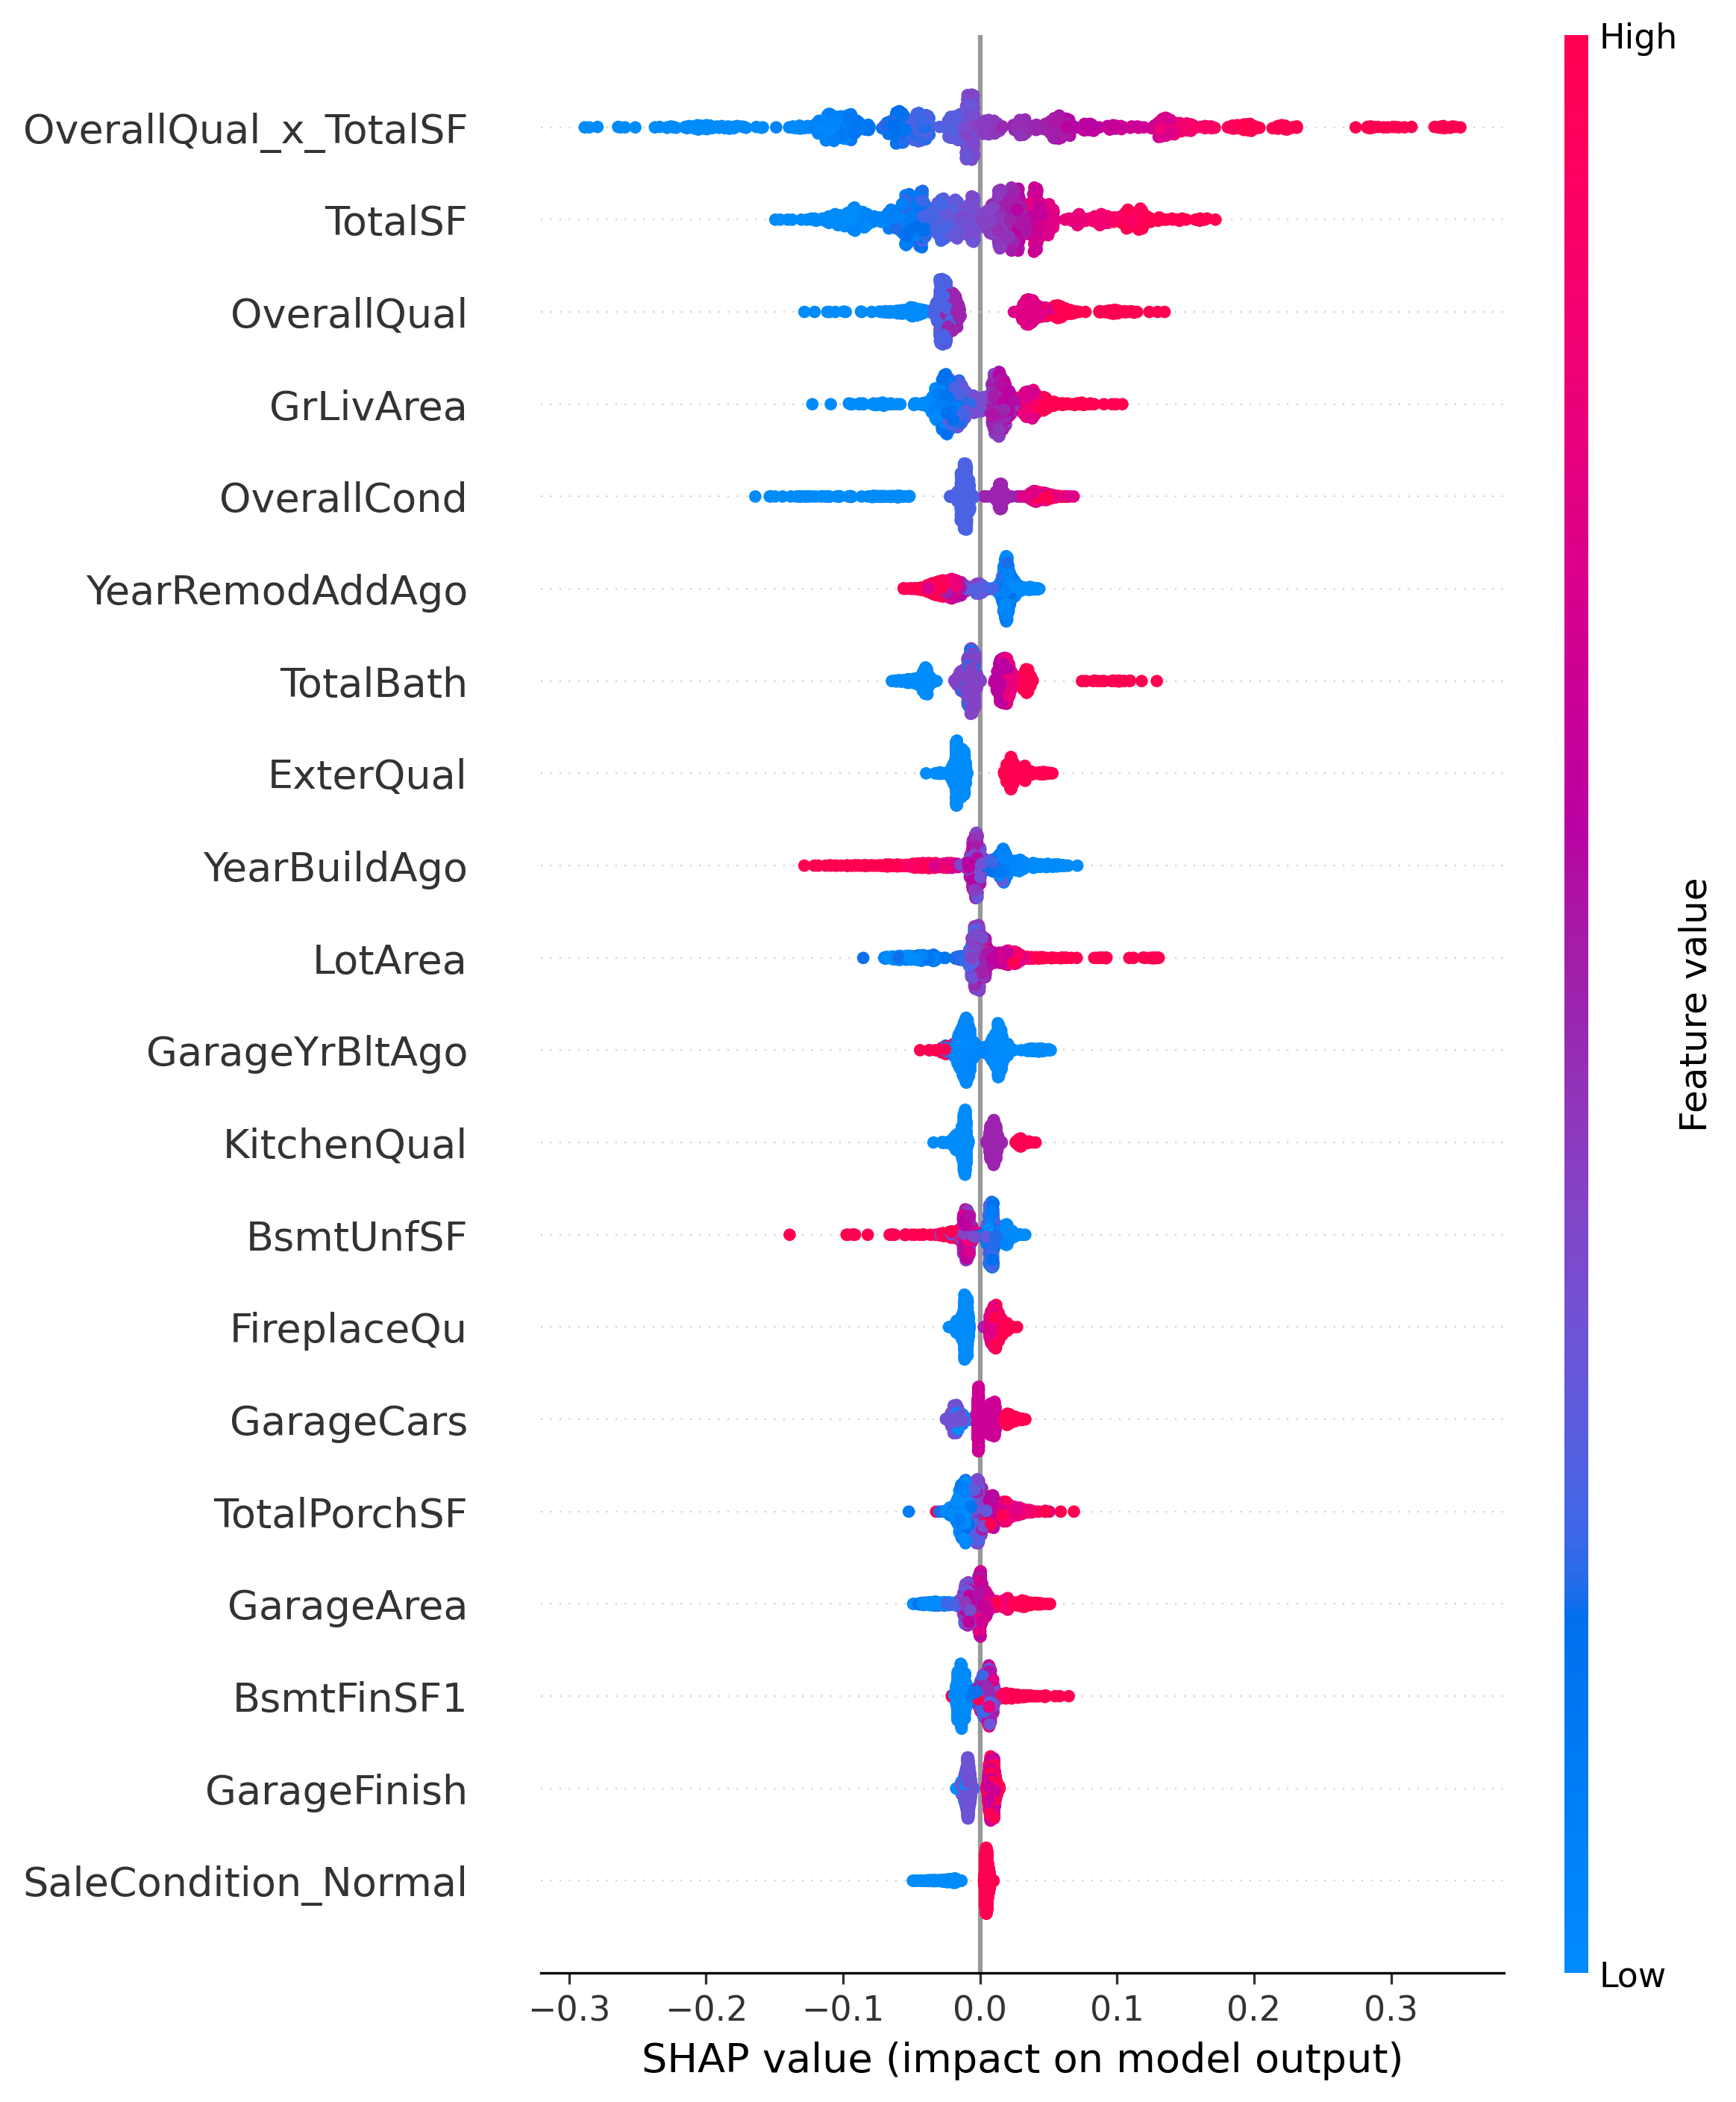 High
OverallQual_x_TotalSF
TotalSF
OverallQual
GrLivArea
OverallCond
YearRemodAddAgo
TotalBath
ExterQual
YearBuildAgo
LotArea
GarageYrBltAgo
KitchenQual
BsmtUnfSF
FireplaceQu
GarageCars
TotalPorchSF
GarageArea
BsmtFinSF1
GarageFinish
SaleCondition_Normal
Feature value
Low
−0.3 −0.2 −0.1 0.0 0.1 0.2 0.3
SHAP value (impact on model output)